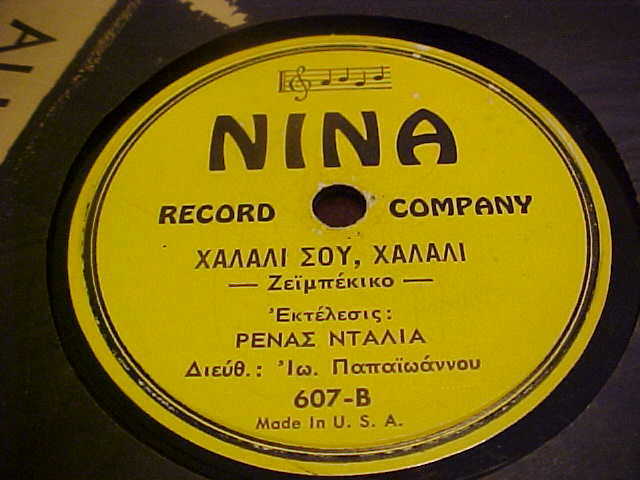 NINA
RECORD COMPANY
ΧΑΛΑΛΙ ΣΟΥ, ΧΑΛΑΛΙ
— Ζεϊμπέκικο —
Ἐκτέλεσις:
ΡΕΝΑΣ ΝΤΑΛΙΑ
Διεύθ.: Ἰω. Παπαϊωάννου
607-B
Made In U. S. A.